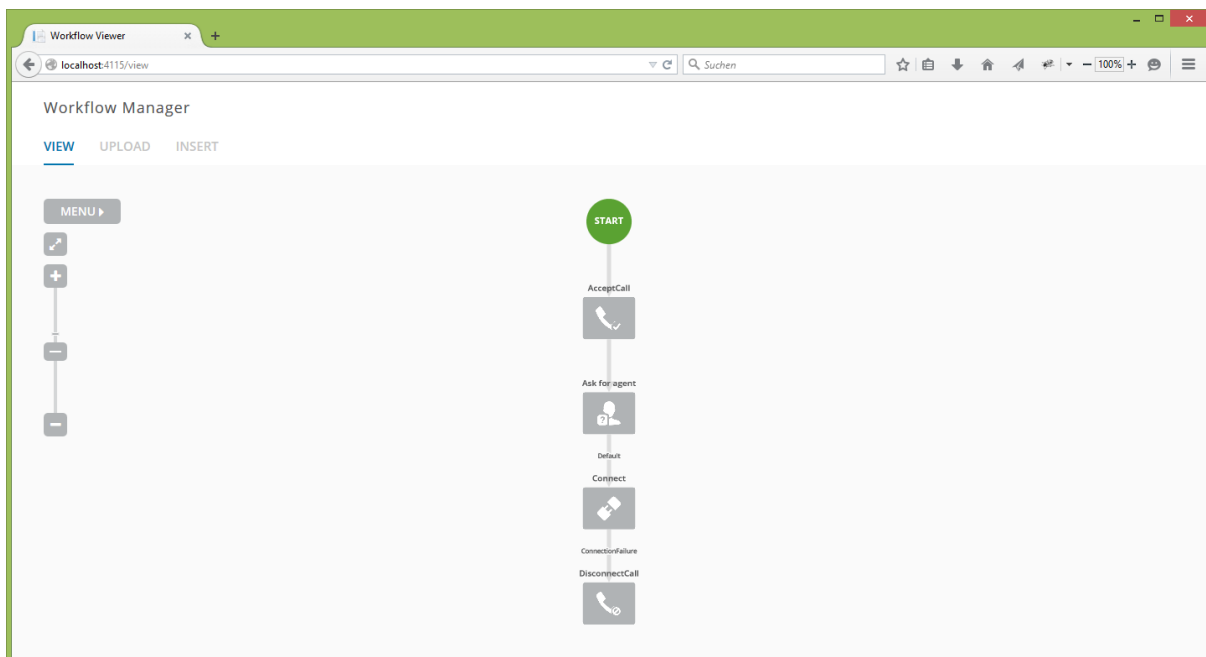 Workflow Viewer
localhost:4115/view
Suchen
100%
Workflow Manager
VIEW UPLOAD INSERT
MENU
START
AcceptCall
Ask for agent
?
Default
Connect
ConnectionFailure
DisconnectCall